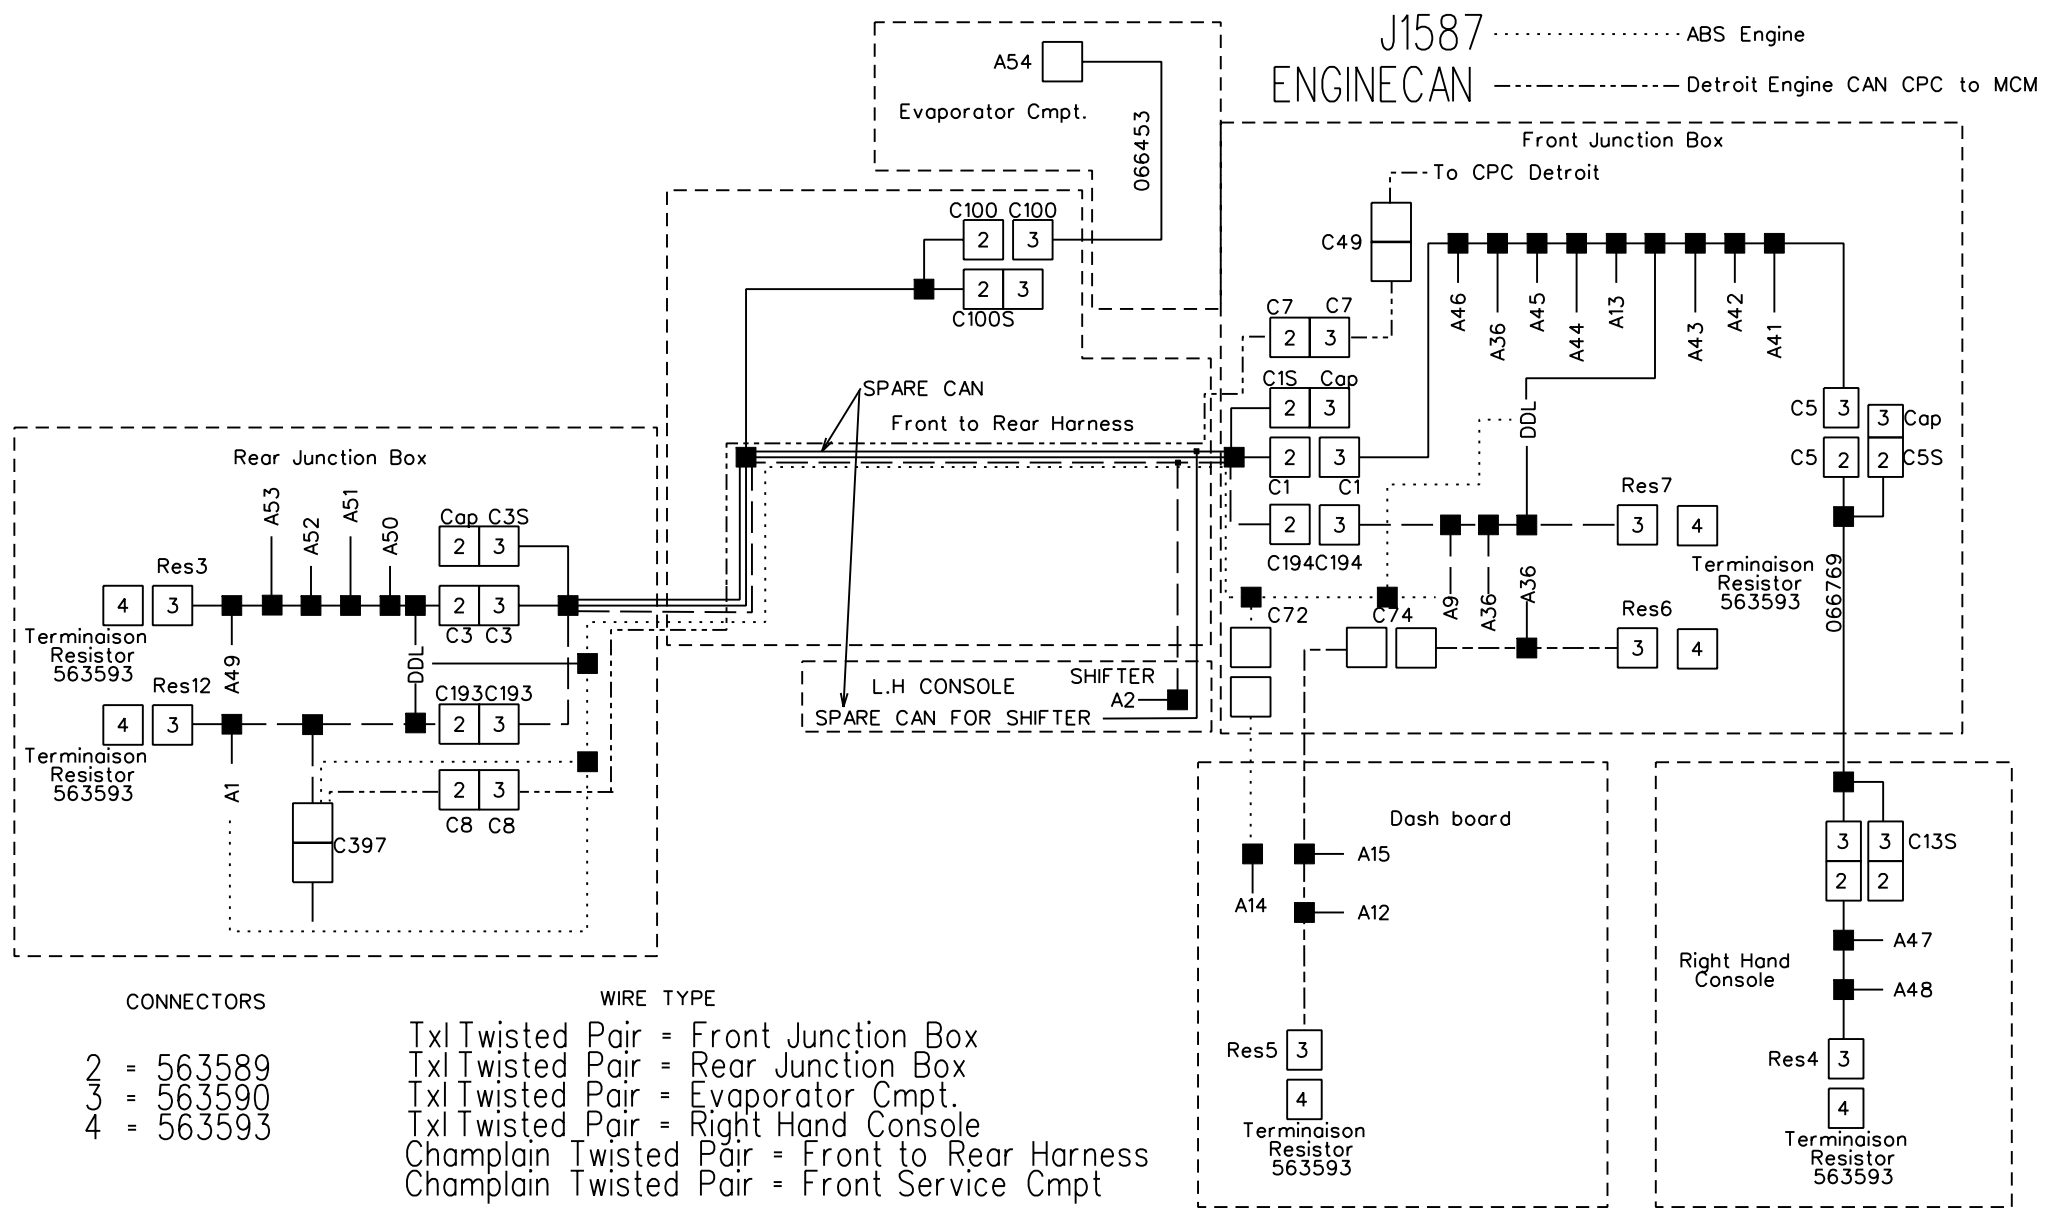 J1587
ABS Engine
ENGINECAN
Detroit Engine CAN CPC to MCM
A54
Evaporator Cmpt.
066453
Front Junction Box
To CPC Detroit
C100 C100
2 3
2 3
C100S
C49
A46
A36
A45
A44
A13
A43
A42
A41
C7 C7
2 3
C1S Cap
2 3
2 3
C1 C1
2 3
C194 C194
DDL
C5 3
3 Cap
C5 2
2 C5S
SPARE CAN
Front to Rear Harness
Rear Junction Box
A53
A52
A51
A50
Cap C3S
2 3
Res3
4 3
2 3
C3 C3
Terminaison
Resistor
563593
A49
DDL
Res12
4 3
C193 C193
2 3
Terminaison
Resistor
563593
A1
2 3
C8 C8
C397
L.H CONSOLE
SHIFTER
A2
SPARE CAN FOR SHIFTER
Res7
3 4
Terminaison
Resistor
563593
A9
A36
A36
C72
C74
Res6
3 4
066769
Dash board
A15
A14
A12
Res5 3
4
Terminaison
Resistor
563593
3 3 C13S
2 2
A47
Right Hand
Console
A48
Res4 3
4
Terminaison
Resistor
563593
CONNECTORS
2 = 563589
3 = 563590
4 = 563593
WIRE TYPE
Txl Twisted Pair = Front Junction Box
Txl Twisted Pair = Rear Junction Box
Txl Twisted Pair = Evaporator Cmpt.
Txl Twisted Pair = Right Hand Console
Champlain Twisted Pair = Front to Rear Harness
Champlain Twisted Pair = Front Service Cmpt